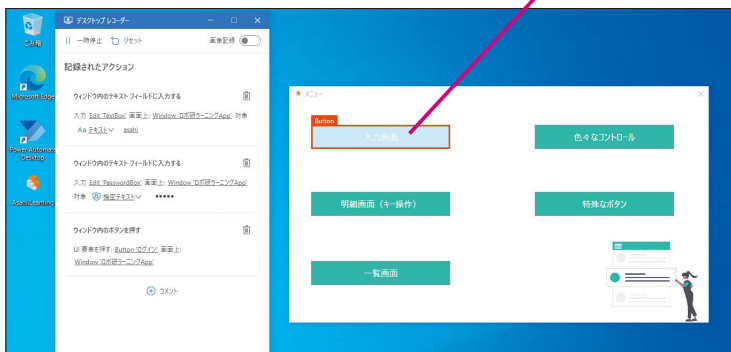 ごみ箱
Microsoft Edge
Power Automate
Desktop
AsahiLearning
デスクトップ レコーダー
一時停止
リセット
画像記録
記録されたアクション
ウィンドウ内のテキスト フィールドに入力する
入力 Edit 'TextBox' 画面上: Window 'ロボ研ラーニングApp' 対象
Aa テキスト asahi
ウィンドウ内のテキスト フィールドに入力する
入力 Edit 'PasswordBox' 画面上: Window 'ロボ研ラーニングApp'
対象 機密テキスト •••••
ウィンドウ内のボタンを押す
UI 要素を押す: Button 'ログイン' 画面上:
Window 'ロボ研ラーニングApp'
コメント
メニュー
Button
入力画面
色々なコントロール
明細画面（キー操作）
特殊なボタン
一覧画面